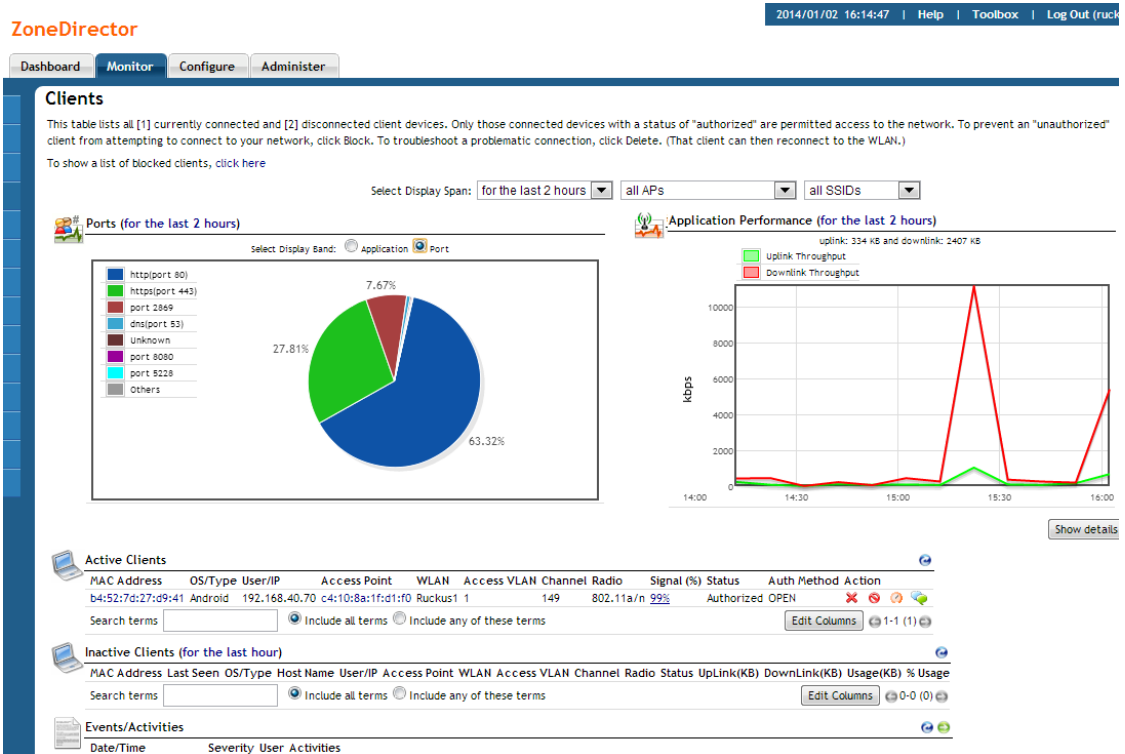 2014/01/02 16:14:47 | Help | Toolbox | Log Out (ruck
ZoneDirector
Dashboard Monitor Configure Administer
Clients
This table lists all [1] currently connected and [2] disconnected client devices. Only those connected devices with a status of "authorized" are permitted access to the network. To prevent an "unauthorized"
client from attempting to connect to your network, click Block. To troubleshoot a problematic connection, click Delete. (That client can then reconnect to the WLAN.)
To show a list of blocked clients, click here
Select Display Span: for the last 2 hours all APs all SSIDs
Ports (for the last 2 hours)
Select Display Band: Application Port
http(port 80)
https(port 443)
port 2869
dns(port 53)
Unknown
port 8080
port 5228
Others
7.67%
27.81%
63.32%
Application Performance (for the last 2 hours)
uplink: 334 KB and downlink: 2407 KB
Uplink Throughput
Downlink Throughput
kbps
10000
8000
6000
4000
2000
0
14:00 14:30 15:00 15:30 16:00
Show details
Active Clients
MAC Address OS/Type User/IP Access Point WLAN Access VLAN Channel Radio Signal (%) Status Auth Method Action
b4:52:7d:27:d9:41 Android 192.168.40.70 c4:10:8a:1f:d1:f0 Ruckus1 1 149 802.11a/n 99% Authorized OPEN
Search terms Include all terms Include any of these terms Edit Columns 1-1 (1)
Inactive Clients (for the last hour)
MAC Address Last Seen OS/Type Host Name User/IP Access Point WLAN Access VLAN Channel Radio Status UpLink(KB) DownLink(KB) Usage(KB) % Usage
Search terms Include all terms Include any of these terms Edit Columns 0-0 (0)
Events/Activities
Date/Time Severity User Activities